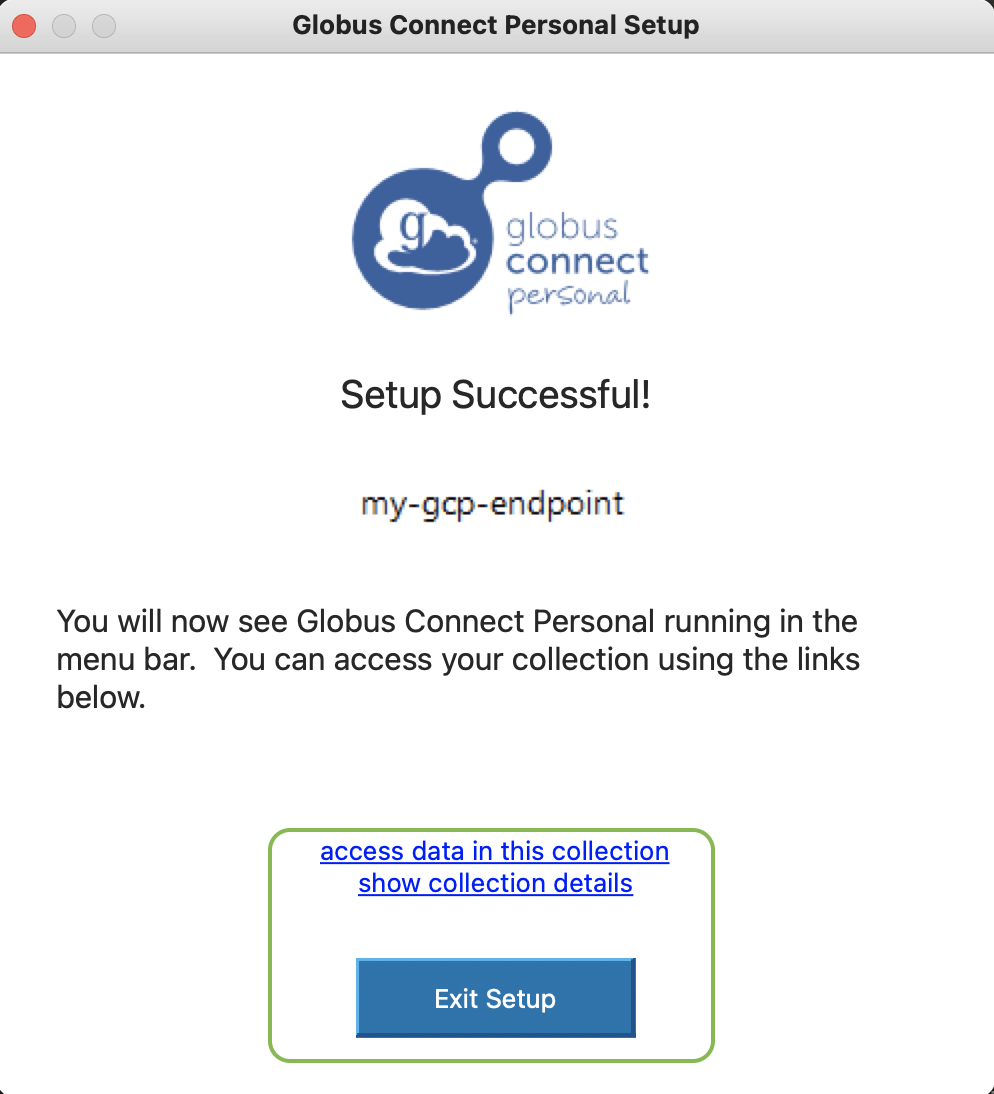 Globus Connect Personal Setup
g
globus
connect
personal
Setup Successful!
my-gcp-endpoint
You will now see Globus Connect Personal running in the
menu bar.  You can access your collection using the links
below.
access data in this collection
show collection details
Exit Setup